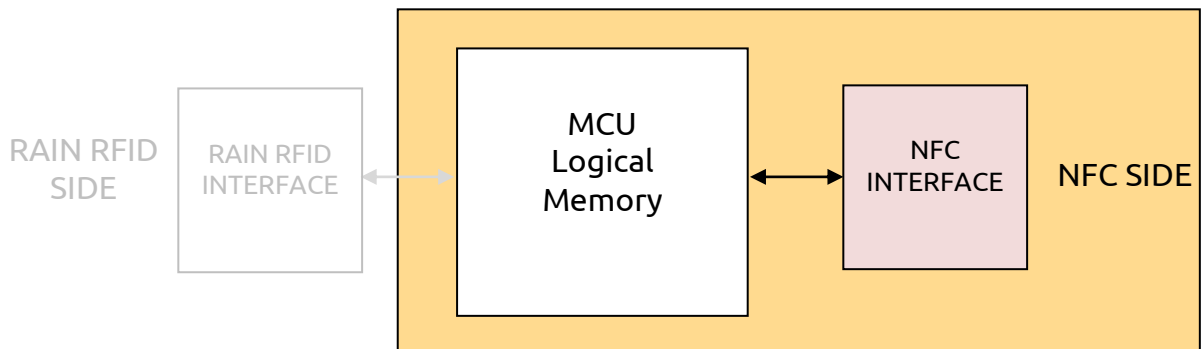 RAIN RFID
SIDE
RAIN RFID
INTERFACE
MCU
Logical
Memory
NFC
INTERFACE
NFC SIDE